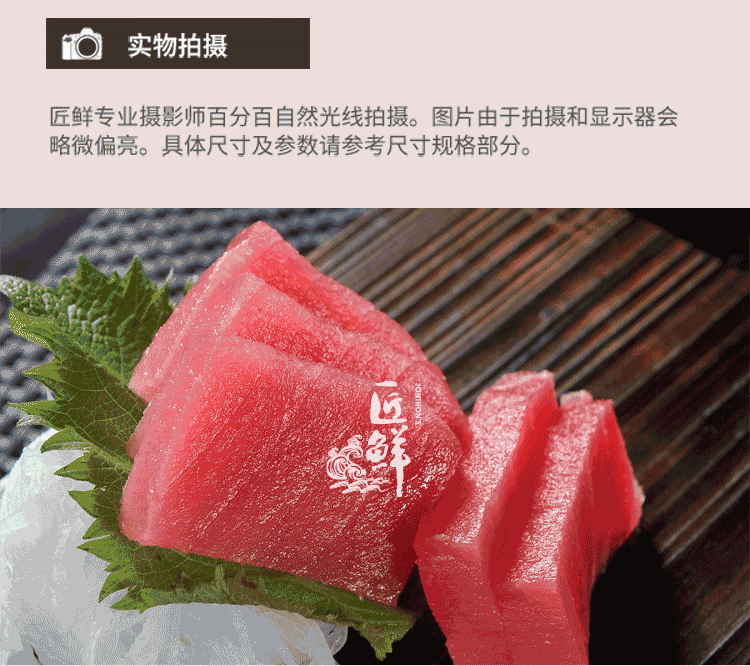 实物拍摄
匠鲜专业摄影师百分百自然光线拍摄。图片由于拍摄和显示器会
略微偏亮。具体尺寸及参数请参考尺寸规格部分。
匠鲜